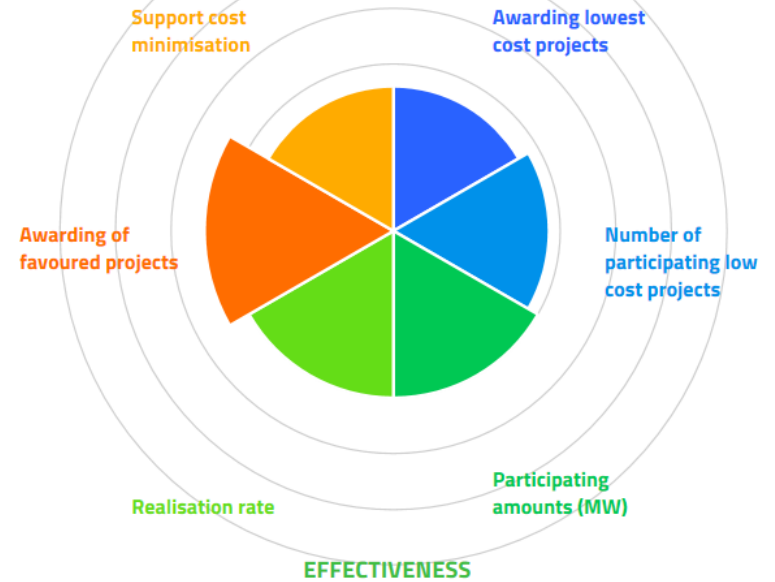 Support cost
minimisation
Awarding lowest
cost projects
Awarding of
favoured projects
Number of
participating low
cost projects
Participating
amounts (MW)
Realisation rate
EFFECTIVENESS